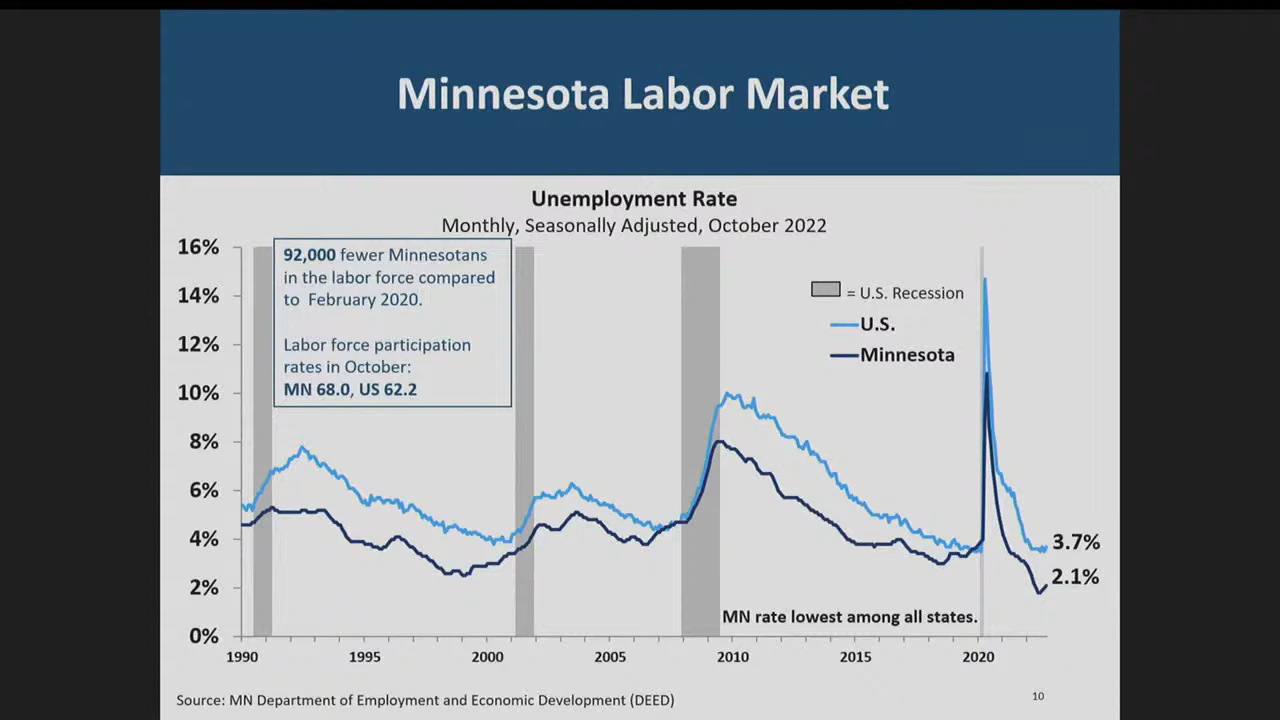 Minnesota Labor Market
Unemployment Rate
Monthly, Seasonally Adjusted, October 2022
92,000 fewer Minnesotans
in the labor force compared
to February 2020.
Labor force participation
rates in October:
MN 68.0, US 62.2
16%
14%
12%
10%
8%
6%
4%
2%
0%
= U.S. Recession
U.S.
Minnesota
3.7%
2.1%
MN rate lowest among all states.
1990 1995 2000 2005 2010 2015 2020
Source: MN Department of Employment and Economic Development (DEED)
10